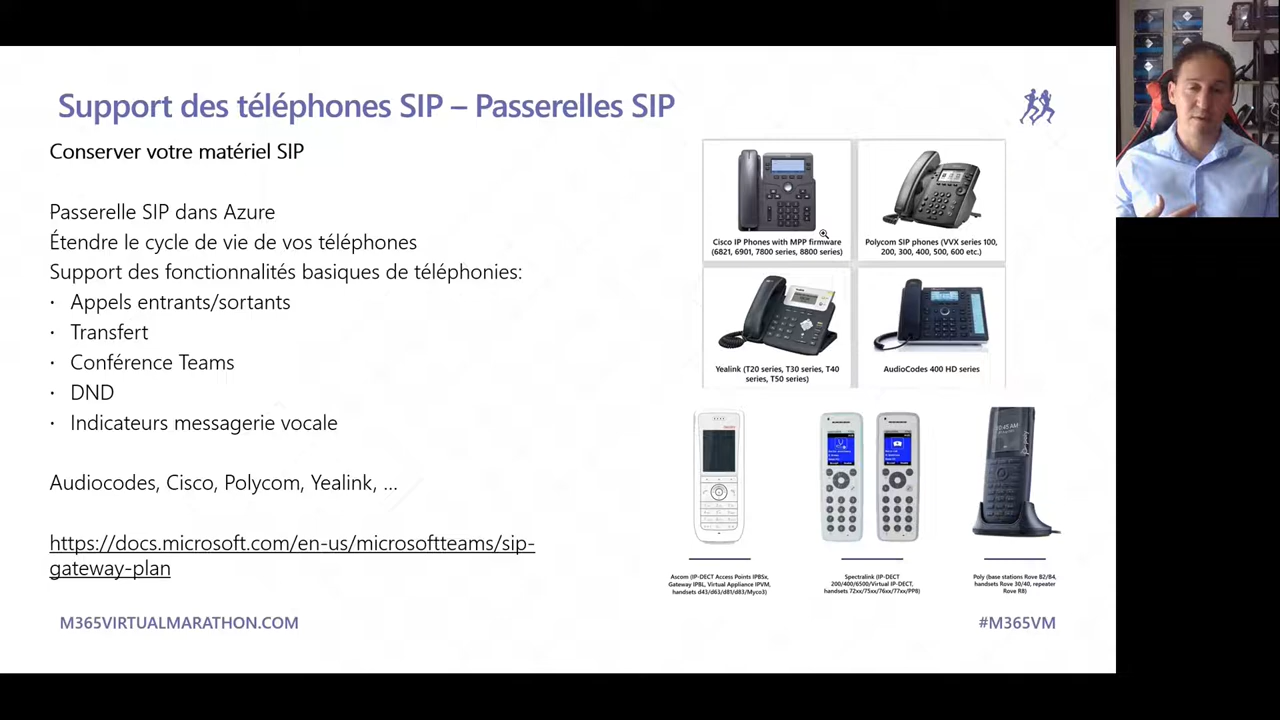 Support des téléphones SIP – Passerelles SIP
Conserver votre matériel SIP
Passerelle SIP dans Azure
Étendre le cycle de vie de vos téléphones
Support des fonctionnalités basiques de téléphonies:
· Appels entrants/sortants
· Transfert
· Conférence Teams
· DND
· Indicateurs messagerie vocale
Audiocodes, Cisco, Polycom, Yealink, ...
https://docs.microsoft.com/en-us/microsoftteams/sip-
gateway-plan
Cisco IP Phones with MPP firmware
(6821, 6901, 7800 series, 8800 series)
Polycom SIP phones (VVX series 100,
200, 300, 400, 500, 600 etc.)
Yealink (T20 series, T30 series, T40
series, T50 series)
AudioCodes 400 HD series
Ascom (IP-DECT Access Points IPBSx,
Gateway IPBL, Virtual Appliance IPVM,
handsets d43/d63/d81/d83/Myco3)
Spectralink (IP-DECT
200/400/6500/Virtual IP-DECT,
handsets 72xx/75xx/76xx/77xx/PPB)
Poly (base stations Rove B2/B4,
handsets Rove 30/40, repeater
Rove R8)
M365VIRTUALMARATHON.COM
#M365VM